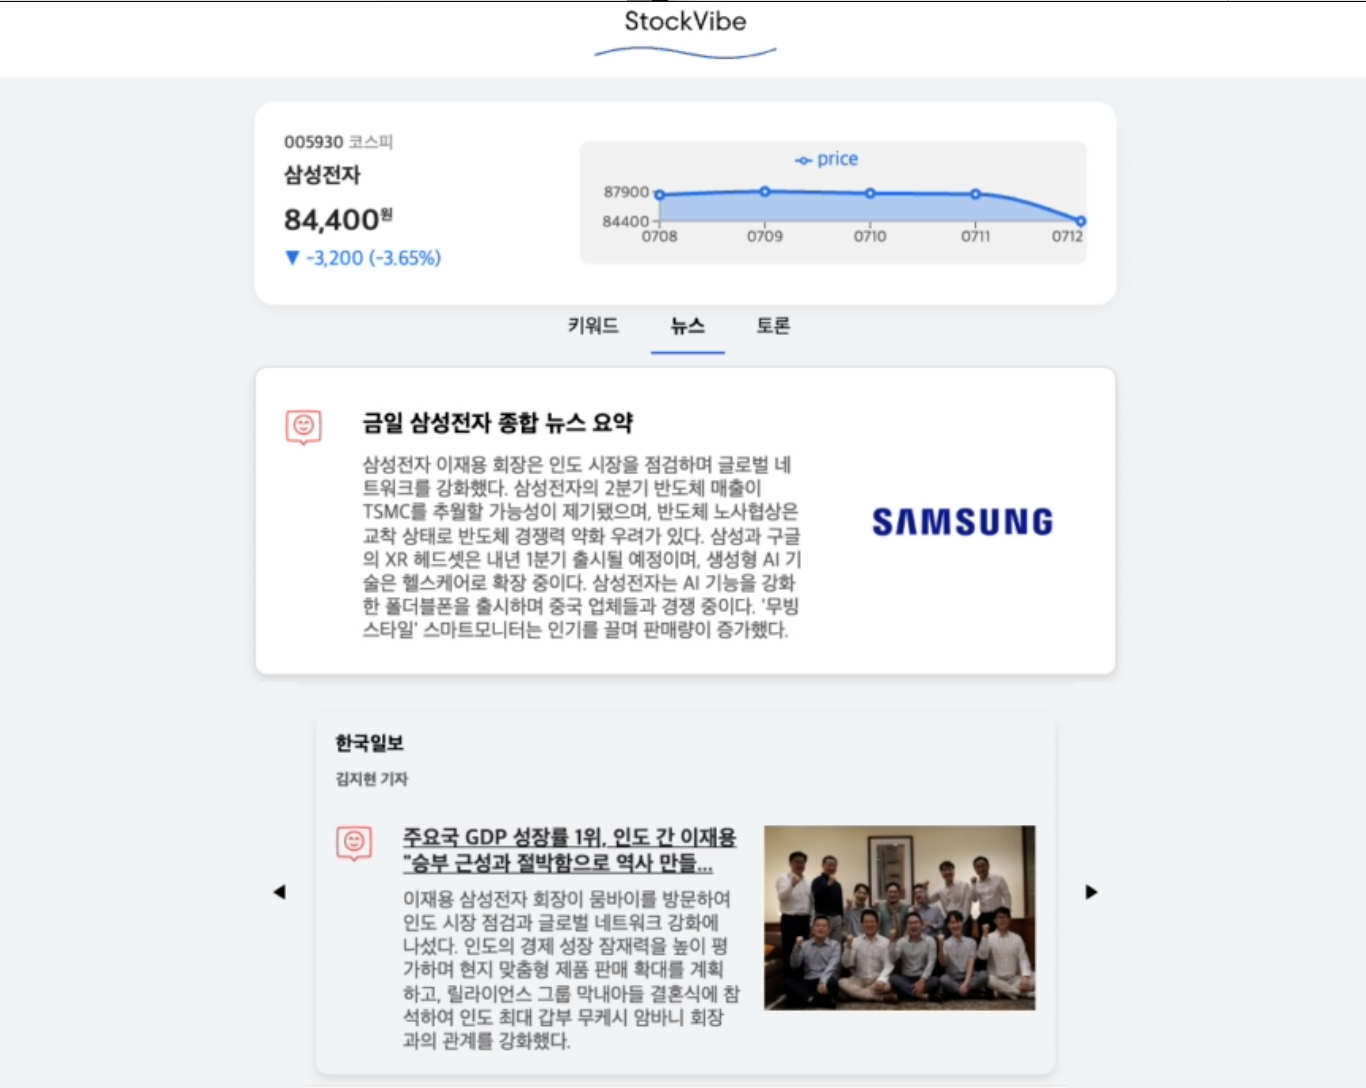 StockVibe
005930 코스피
삼성전자
84,400원
▼ -3,200 (-3.65%)
price
87900
84400
0708 0709 0710 0711 0712
키워드 뉴스 토론
금일 삼성전자 종합 뉴스 요약
삼성전자 이재용 회장은 인도 시장을 점검하며 글로벌 네
트워크를 강화했다. 삼성전자의 2분기 반도체 매출이
TSMC를 추월할 가능성이 제기됐으며, 반도체 노사협상은
교착 상태로 반도체 경쟁력 약화 우려가 있다. 삼성과 구글
의 XR 헤드셋은 내년 1분기 출시될 예정이며, 생성형 AI 기
술은 헬스케어로 확장 중이다. 삼성전자는 AI 기능을 강화
한 폴더블폰을 출시하며 중국 업체들과 경쟁 중이다. '무빙
스타일' 스마트모니터는 인기를 끌며 판매량이 증가했다.
SAMSUNG
한국일보
김지현 기자
주요국 GDP 성장률 1위, 인도 간 이재용
"승부 근성과 절박함으로 역사 만들...
이재용 삼성전자 회장이 뭄바이를 방문하여
인도 시장 점검과 글로벌 네트워크 강화에
나섰다. 인도의 경제 성장 잠재력을 높이 평
가하며 현지 맞춤형 제품 판매 확대를 계획
하고, 릴라이언스 그룹 막내아들 결혼식에 참
석하여 인도 최대 갑부 무케시 암바니 회장
과의 관계를 강화했다.